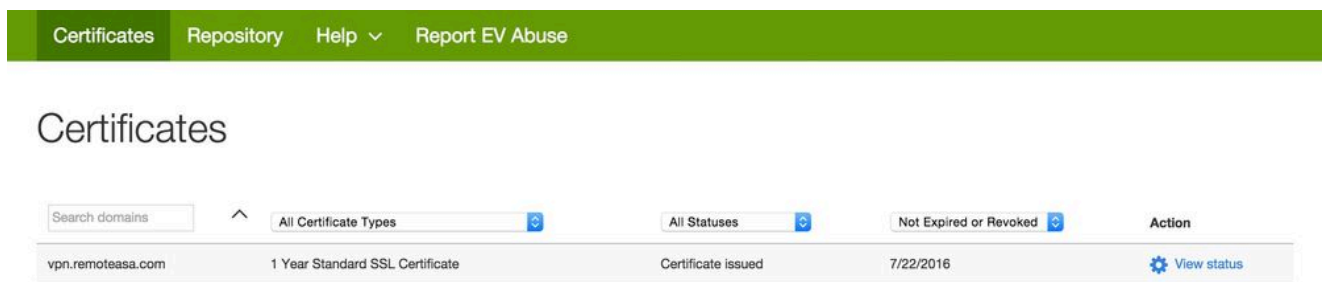 Certificates Repository Help Report EV Abuse
Certificates
Search domains All Certificate Types All Statuses Not Expired or Revoked Action
vpn.remoteasa.com 1 Year Standard SSL Certificate Certificate issued 7/22/2016 View status